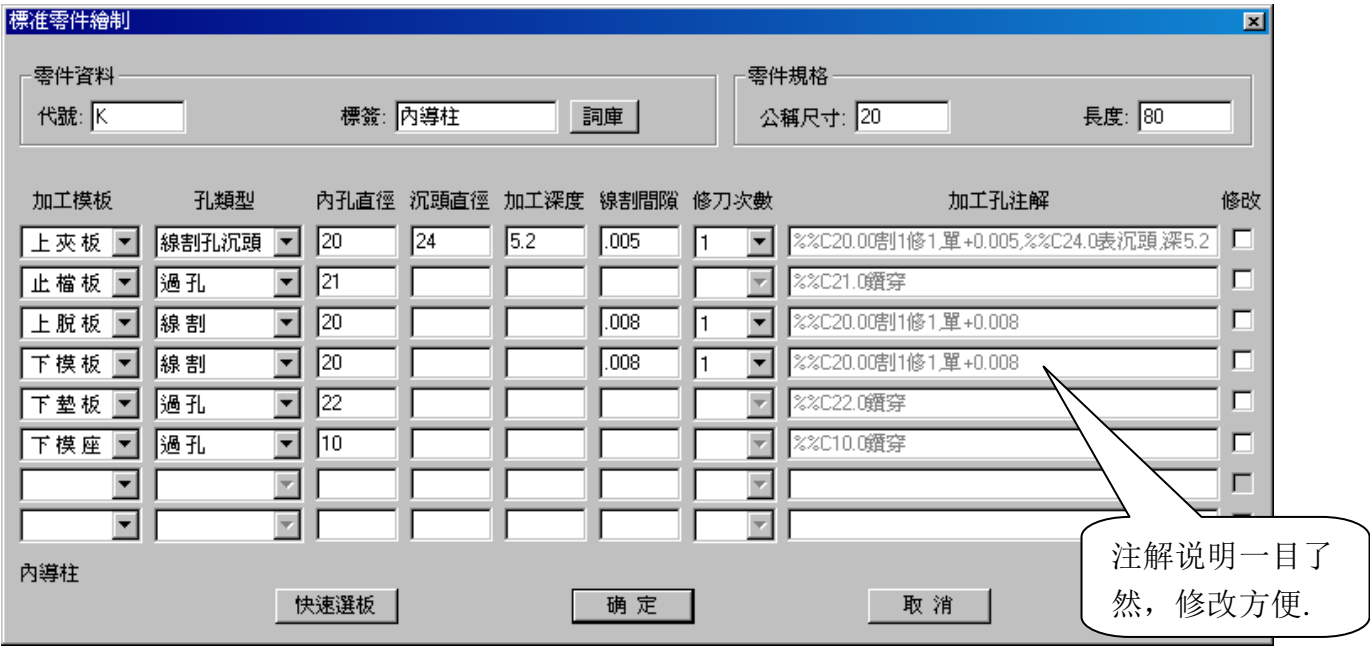 標准零件繪制
零件資料
零件規格
代號: K 標簽: 內導柱 詞庫 公稱尺寸: 20 長度: 80
加工模板 孔類型 內孔直徑 沉頭直徑 加工深度 線割間隙 修刀次數 加工孔注解 修改
上夾板 線割孔沉頭 20 24 5.2 .005 1 %%C20.00割1修1,單+0.005,%%C24.0表沉頭,深5.2
止檔板 過孔 21 %%C21.0鑽穿
上脫板 線割 20 .008 1 %%C20.00割1修1,單+0.008
下模板 線割 20 .008 1 %%C20.00割1修1,單+0.008
下墊板 過孔 22 %%C22.0鑽穿
下模座 過孔 10 %%C10.0鑽穿
注解说明一目了
然，修改方便.
內導柱
快速選板 确定 取消